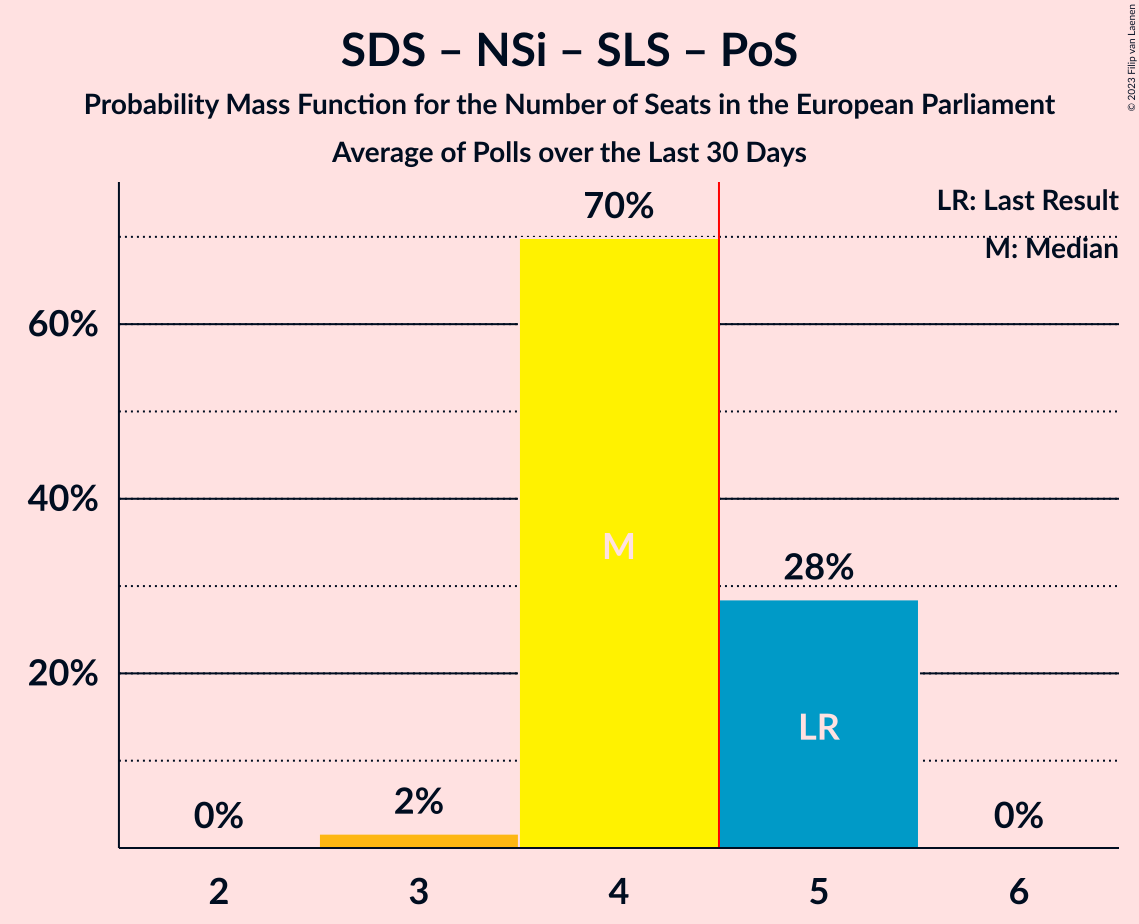 SDS – NSi – SLS – PoS
Probability Mass Function for the Number of Seats in the European Parliament
Average of Polls over the Last 30 Days
© 2023 Filip van Laenen
LR: Last Result
M: Median
70%
60%
40%
20%
M
28%
LR
0%
2%
0%
2 3 4 5 6